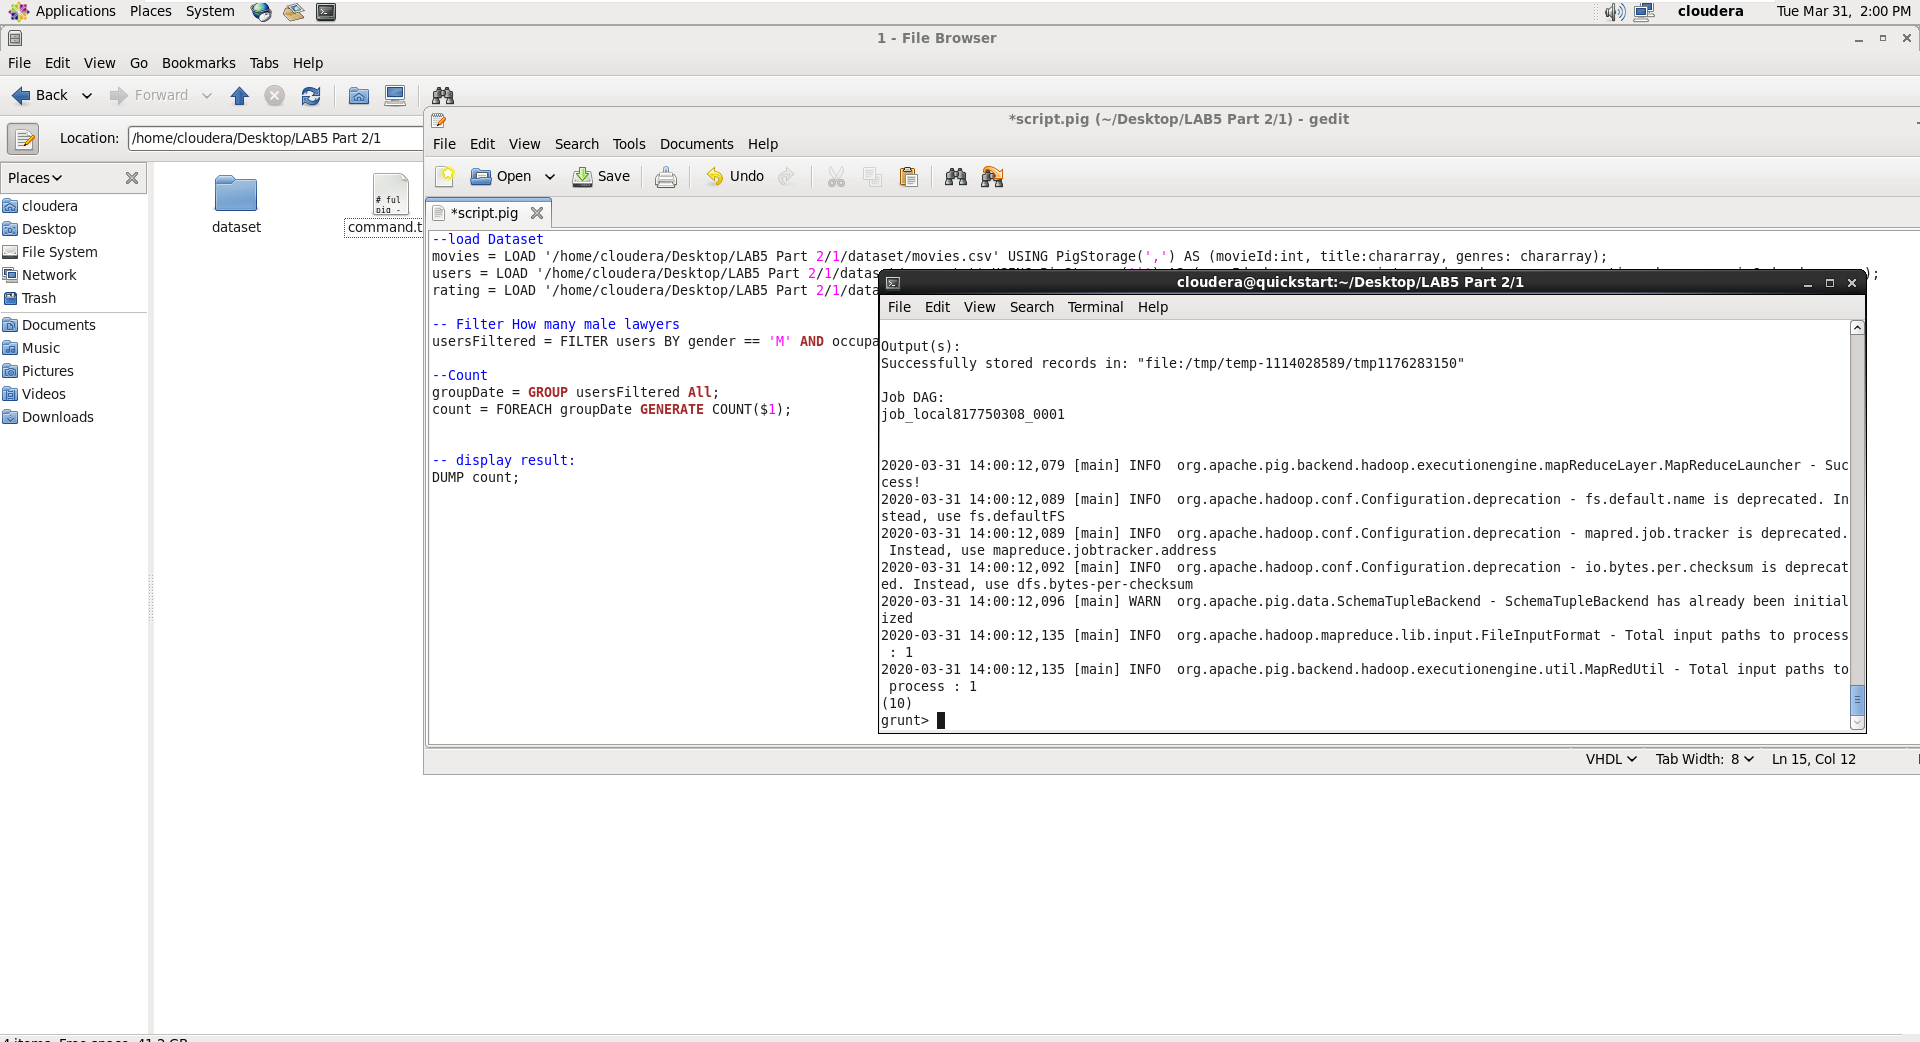 Applications Places System
cloudera Tue Mar 31, 2:00 PM
1 - File Browser
File Edit View Go Bookmarks Tabs Help
Back Forward
Location: /home/cloudera/Desktop/LAB5 Part 2/1
Places
cloudera
Desktop
File System
Network
Trash
Documents
Music
Pictures
Videos
Downloads
dataset
# ful
pig -
command.t
*script.pig (~/Desktop/LAB5 Part 2/1) - gedit
File Edit View Search Tools Documents Help
Open Save Undo
*script.pig
--load Dataset
movies = LOAD '/home/cloudera/Desktop/LAB5 Part 2/1/dataset/movies.csv' USING PigStorage(',') AS (movieId:int, title:chararray, genres: chararray);
users = LOAD '/home/cloudera/Desktop/LAB5 Part 2/1/datas
);
rating = LOAD '/home/cloudera/Desktop/LAB5 Part 2/1/data
-- Filter How many male lawyers
usersFiltered = FILTER users BY gender == 'M' AND occupa
--Count
groupDate = GROUP usersFiltered All;
count = FOREACH groupDate GENERATE COUNT($1);
-- display result:
DUMP count;
VHDL Tab Width: 8 Ln 15, Col 12
cloudera@quickstart:~/Desktop/LAB5 Part 2/1
File Edit View Search Terminal Help
Output(s):
Successfully stored records in: "file:/tmp/temp-1114028589/tmp1176283150"
Job DAG:
job_local817750308_0001
2020-03-31 14:00:12,079 [main] INFO  org.apache.pig.backend.hadoop.executionengine.mapReduceLayer.MapReduceLauncher - Suc
cess!
2020-03-31 14:00:12,089 [main] INFO  org.apache.hadoop.conf.Configuration.deprecation - fs.default.name is deprecated. In
stead, use fs.defaultFS
2020-03-31 14:00:12,089 [main] INFO  org.apache.hadoop.conf.Configuration.deprecation - mapred.job.tracker is deprecated.
 Instead, use mapreduce.jobtracker.address
2020-03-31 14:00:12,092 [main] INFO  org.apache.hadoop.conf.Configuration.deprecation - io.bytes.per.checksum is deprecat
ed. Instead, use dfs.bytes-per-checksum
2020-03-31 14:00:12,096 [main] WARN  org.apache.pig.data.SchemaTupleBackend - SchemaTupleBackend has already been initial
ized
2020-03-31 14:00:12,135 [main] INFO  org.apache.hadoop.mapreduce.lib.input.FileInputFormat - Total input paths to process
 : 1
2020-03-31 14:00:12,135 [main] INFO  org.apache.pig.backend.hadoop.executionengine.util.MapRedUtil - Total input paths to
 process : 1
(10)
grunt>
4 items, Free space: 41.2 GB